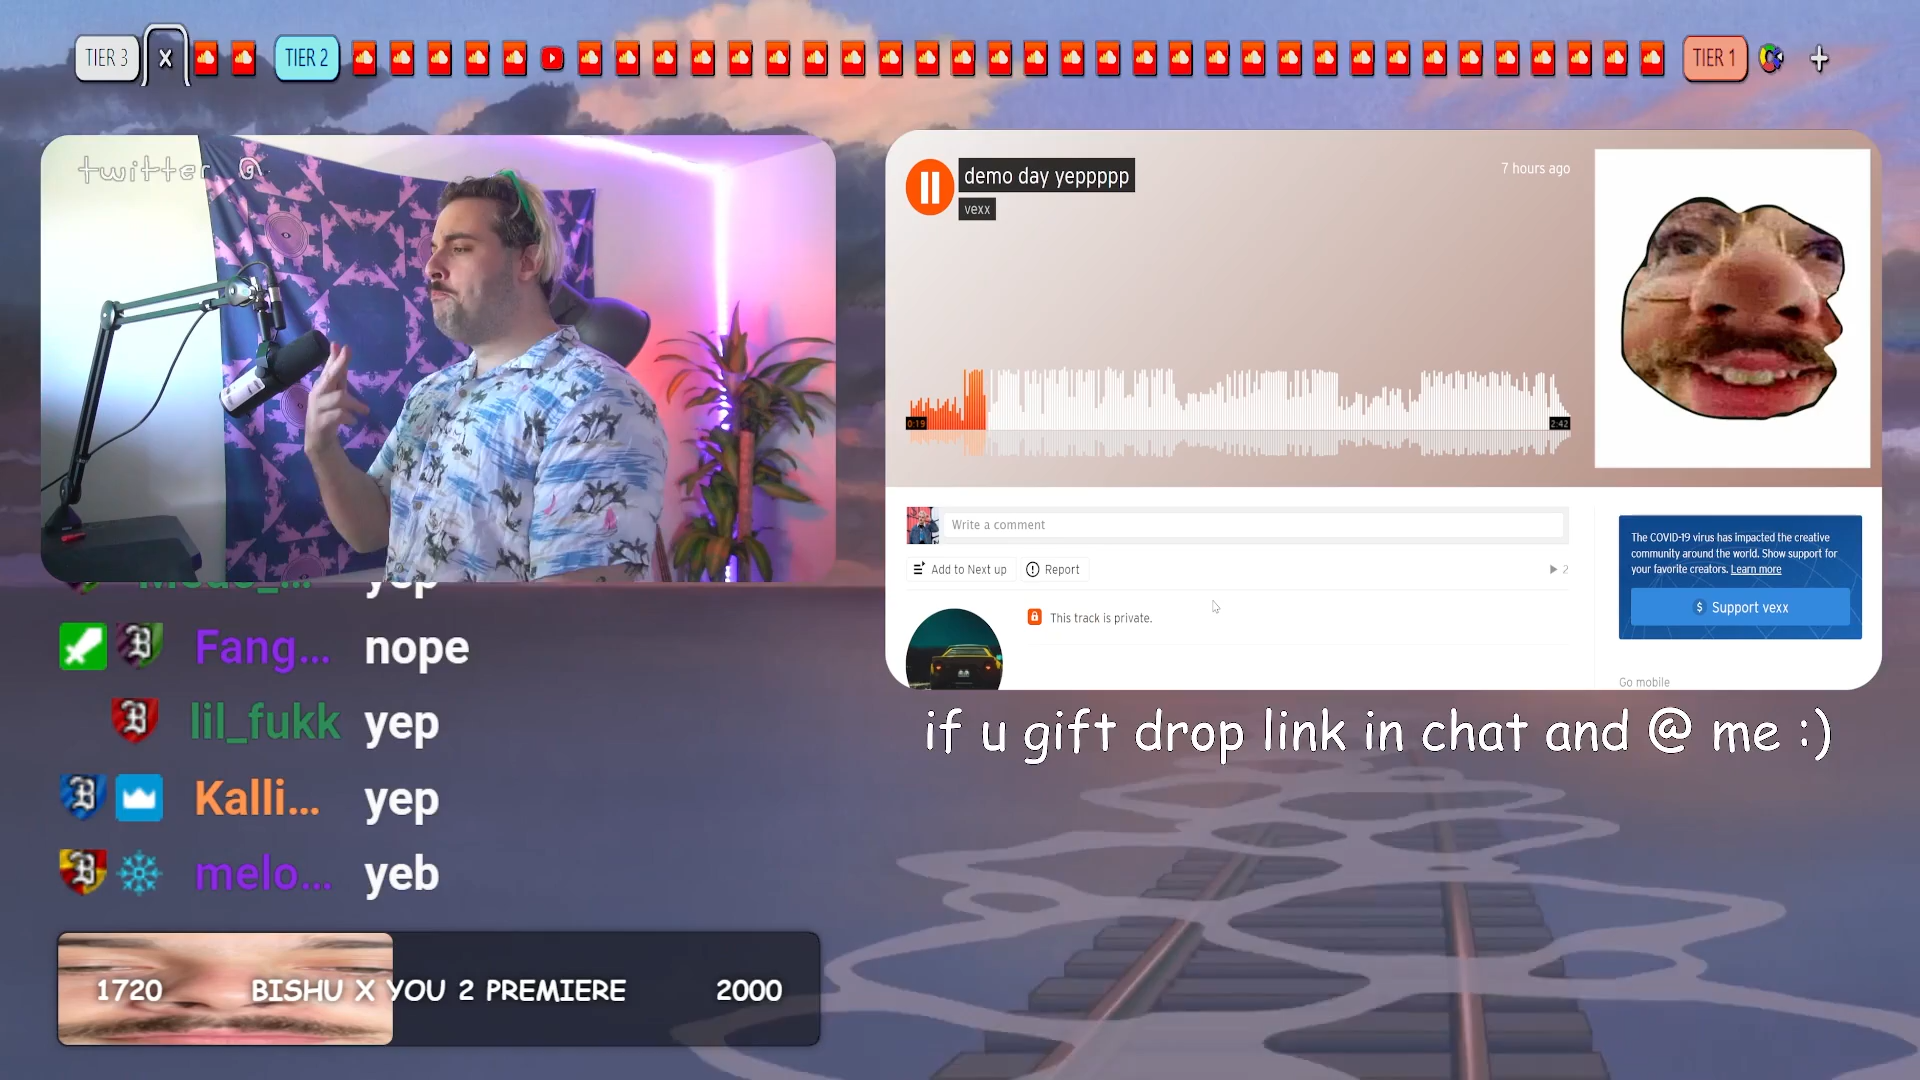 TIER 3
X
TIER 2
TIER 1
twitter
demo day yeppppp
vexx
7 hours ago
0:19
2:42
Write a comment
Add to Next up
Report
2
This track is private.
The COVID-19 virus has impacted the creative
community around the world. Show support for
your favorite creators. Learn more
$ Support vexx
Go mobile
if u gift drop link in chat and @ me :)
yep
Fang... nope
lil_fukk yep
Kalli... yep
melo... yeb
1720 BISHU X YOU 2 PREMIERE 2000